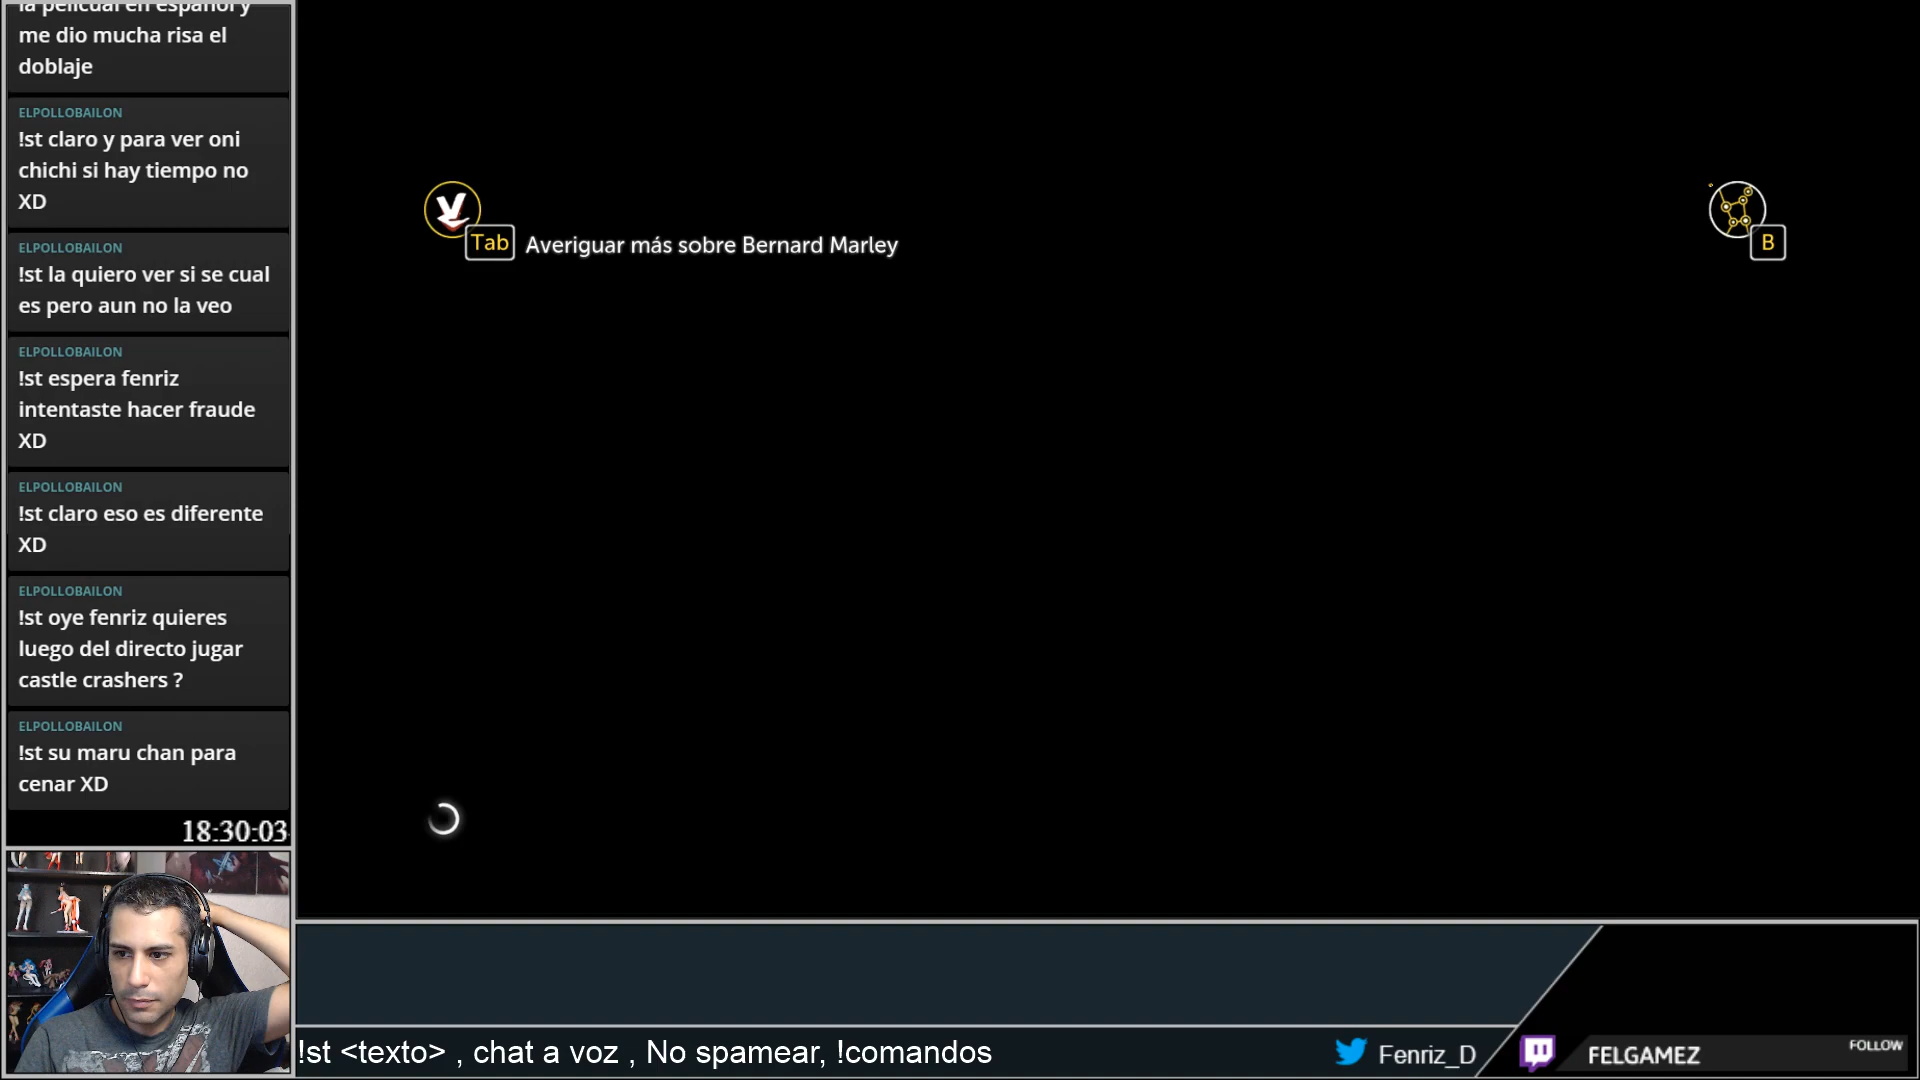 la pelicual en español y
me dio mucha risa el
doblaje
ELPOLLOBAILON
!st claro y para ver oni
chichi si hay tiempo no
XD
ELPOLLOBAILON
!st la quiero ver si se cual
es pero aun no la veo
ELPOLLOBAILON
!st espera fenriz
intentaste hacer fraude
XD
ELPOLLOBAILON
!st claro eso es diferente
XD
ELPOLLOBAILON
!st oye fenriz quieres
luego del directo jugar
castle crashers ?
ELPOLLOBAILON
!st su maru chan para
cenar XD
18:30:03
Tab Averiguar más sobre Bernard Marley
B
!st <texto> , chat a voz , No spamear, !comandos
Fenriz_D
FELGAMEZ
FOLLOW